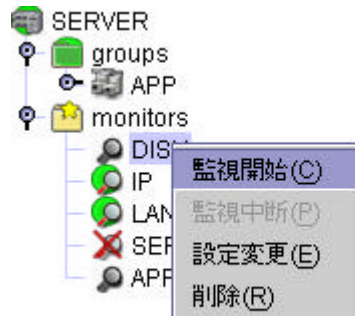 SERVER
groups
APP
monitors
DIS
監視開始(C)
IP
LAN
監視中断(P)
SER
設定変更(E)
APP
削除(R)